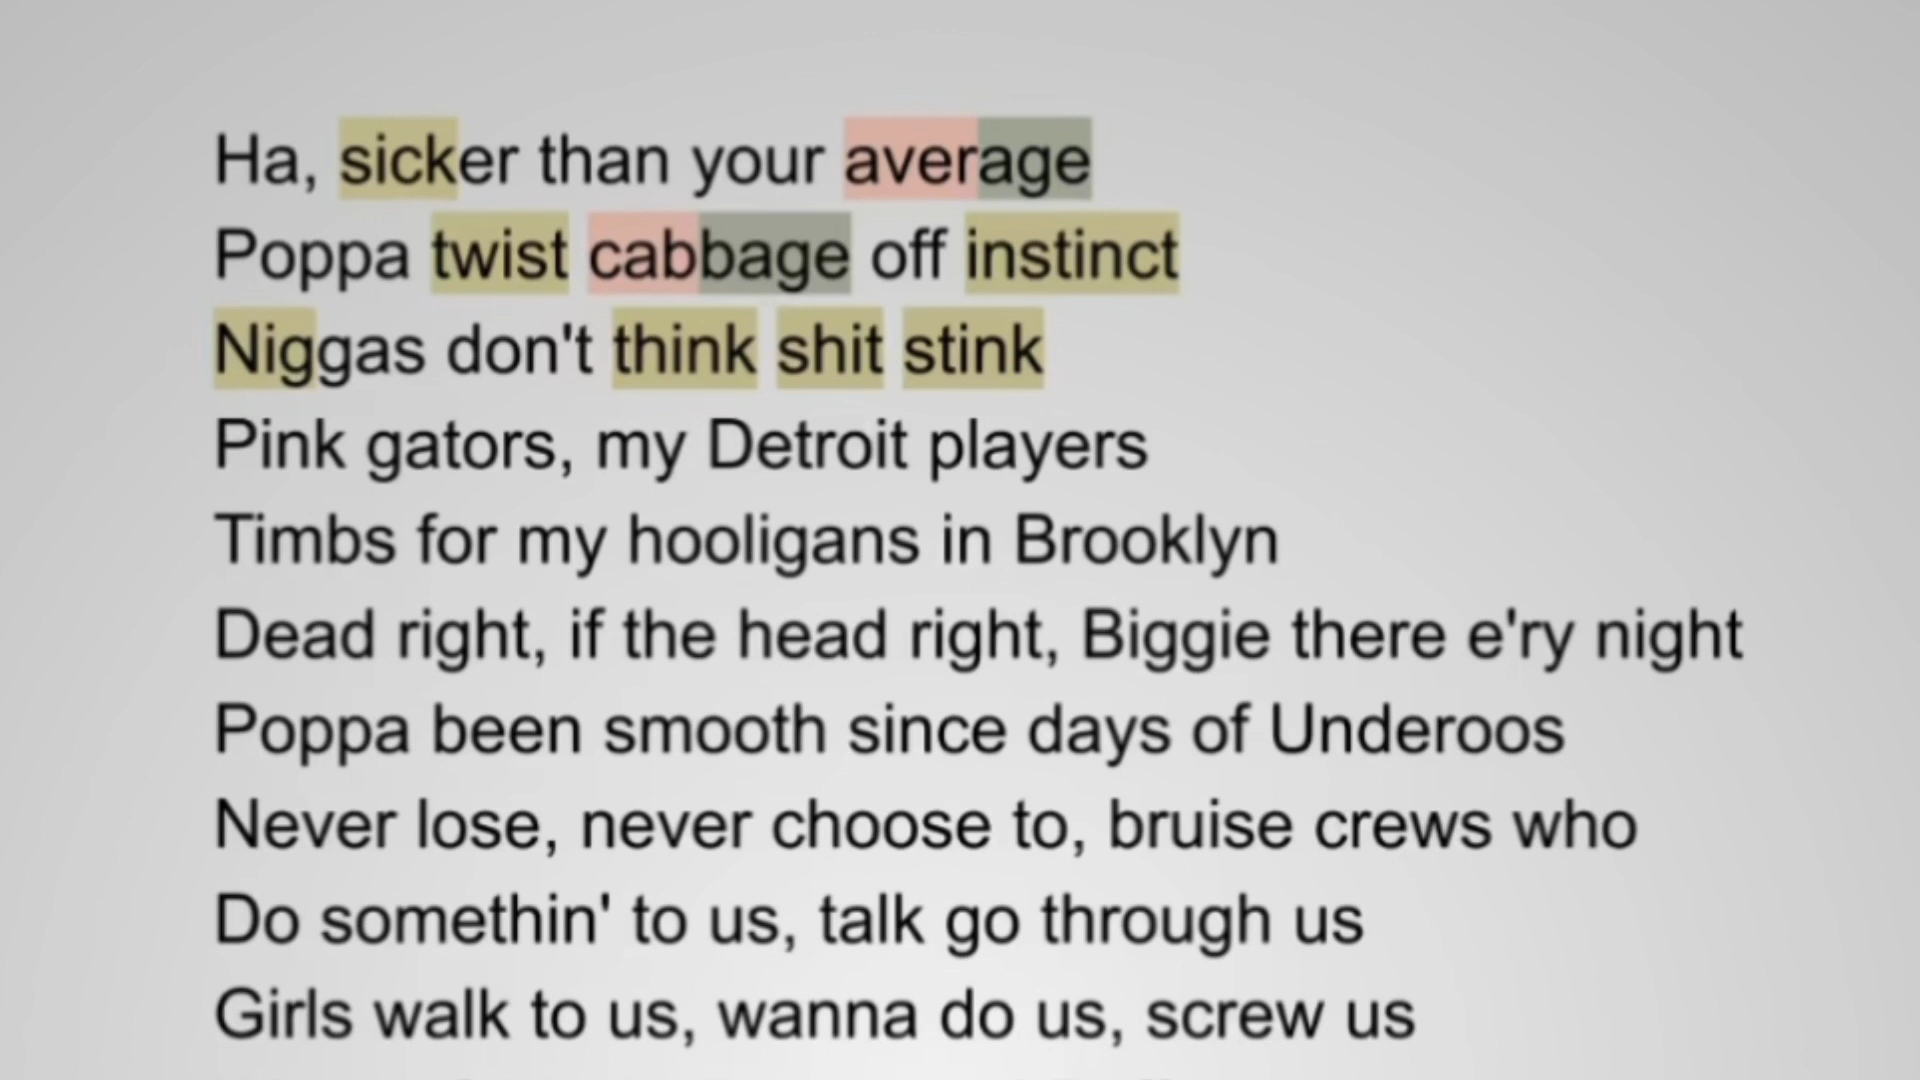 Ha, sicker than your average
Poppa twist cabbage off instinct
Niggas don't think shit stink
Pink gators, my Detroit players
Timbs for my hooligans in Brooklyn
Dead right, if the head right, Biggie there e'ry night
Poppa been smooth since days of Underoos
Never lose, never choose to, bruise crews who
Do somethin' to us, talk go through us
Girls walk to us, wanna do us, screw us